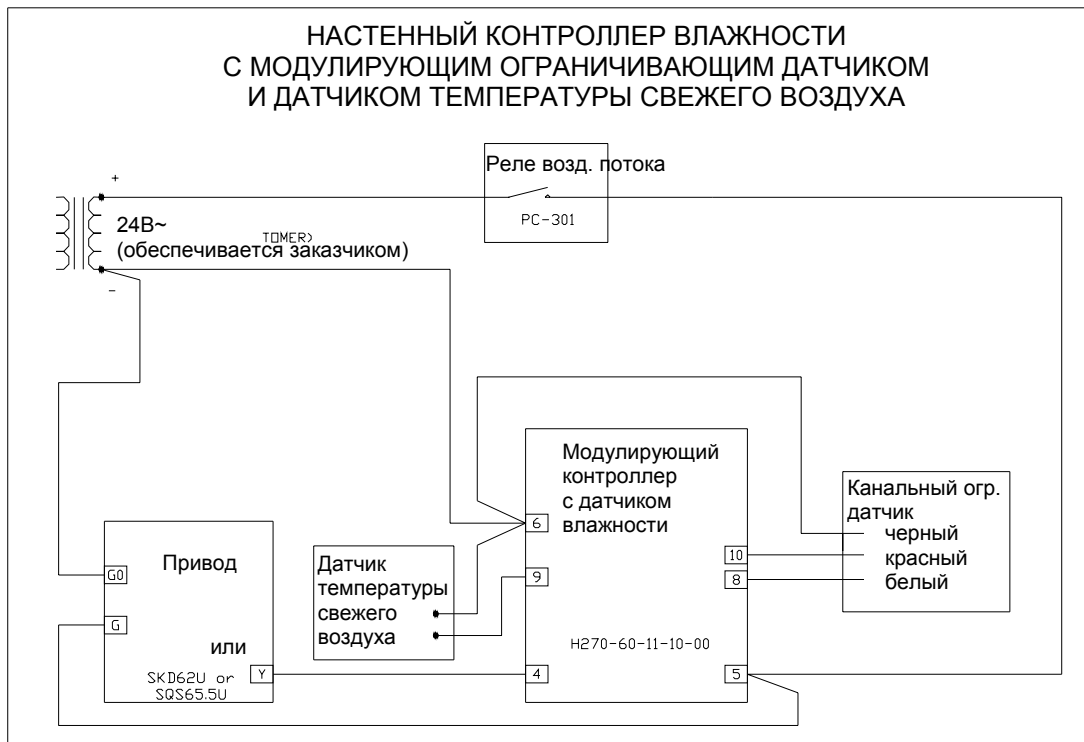 НАСТЕННЫЙ КОНТРОЛЛЕР ВЛАЖНОСТИ
С МОДУЛИРУЮЩИМ ОГРАНИЧИВАЮЩИМ ДАТЧИКОМ
И ДАТЧИКОМ ТЕМПЕРАТУРЫ СВЕЖЕГО ВОЗДУХА
Реле возд. потока
PC-301
+
24В~
TOMER)
(обеспечивается заказчиком)
–
Модулирующий
контроллер
с датчиком
влажности
6
9
10
8
H270-60-11-10-00
4
5
Канальный огр.
датчик
черный
красный
белый
Датчик
температуры
свежего
воздуха
Привод
G0
G
или
SKD62U or
SQS65.5U
Y